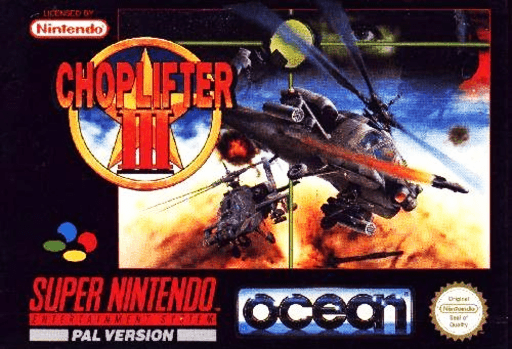 LICENSED BY
Nintendo
CHOPLIFTER
III
SUPER NINTENDO
ENTERTAINMENT SYSTEM
PAL VERSION
ocean
Original
Nintendo
Seal of
Quality